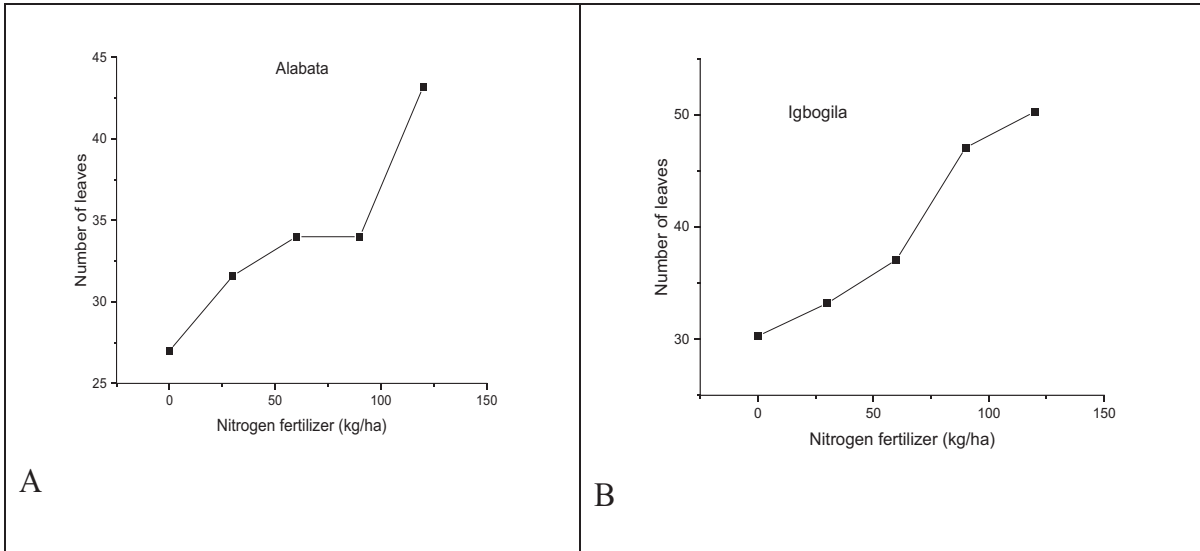 Alabata
Number of leaves
45
40
35
30
25
0
50
100
150
Nitrogen fertilizer (kg/ha)
A
Igbogila
Number of leaves
50
40
30
0
50
100
150
Nitrogen fertilizer (kg/ha)
B